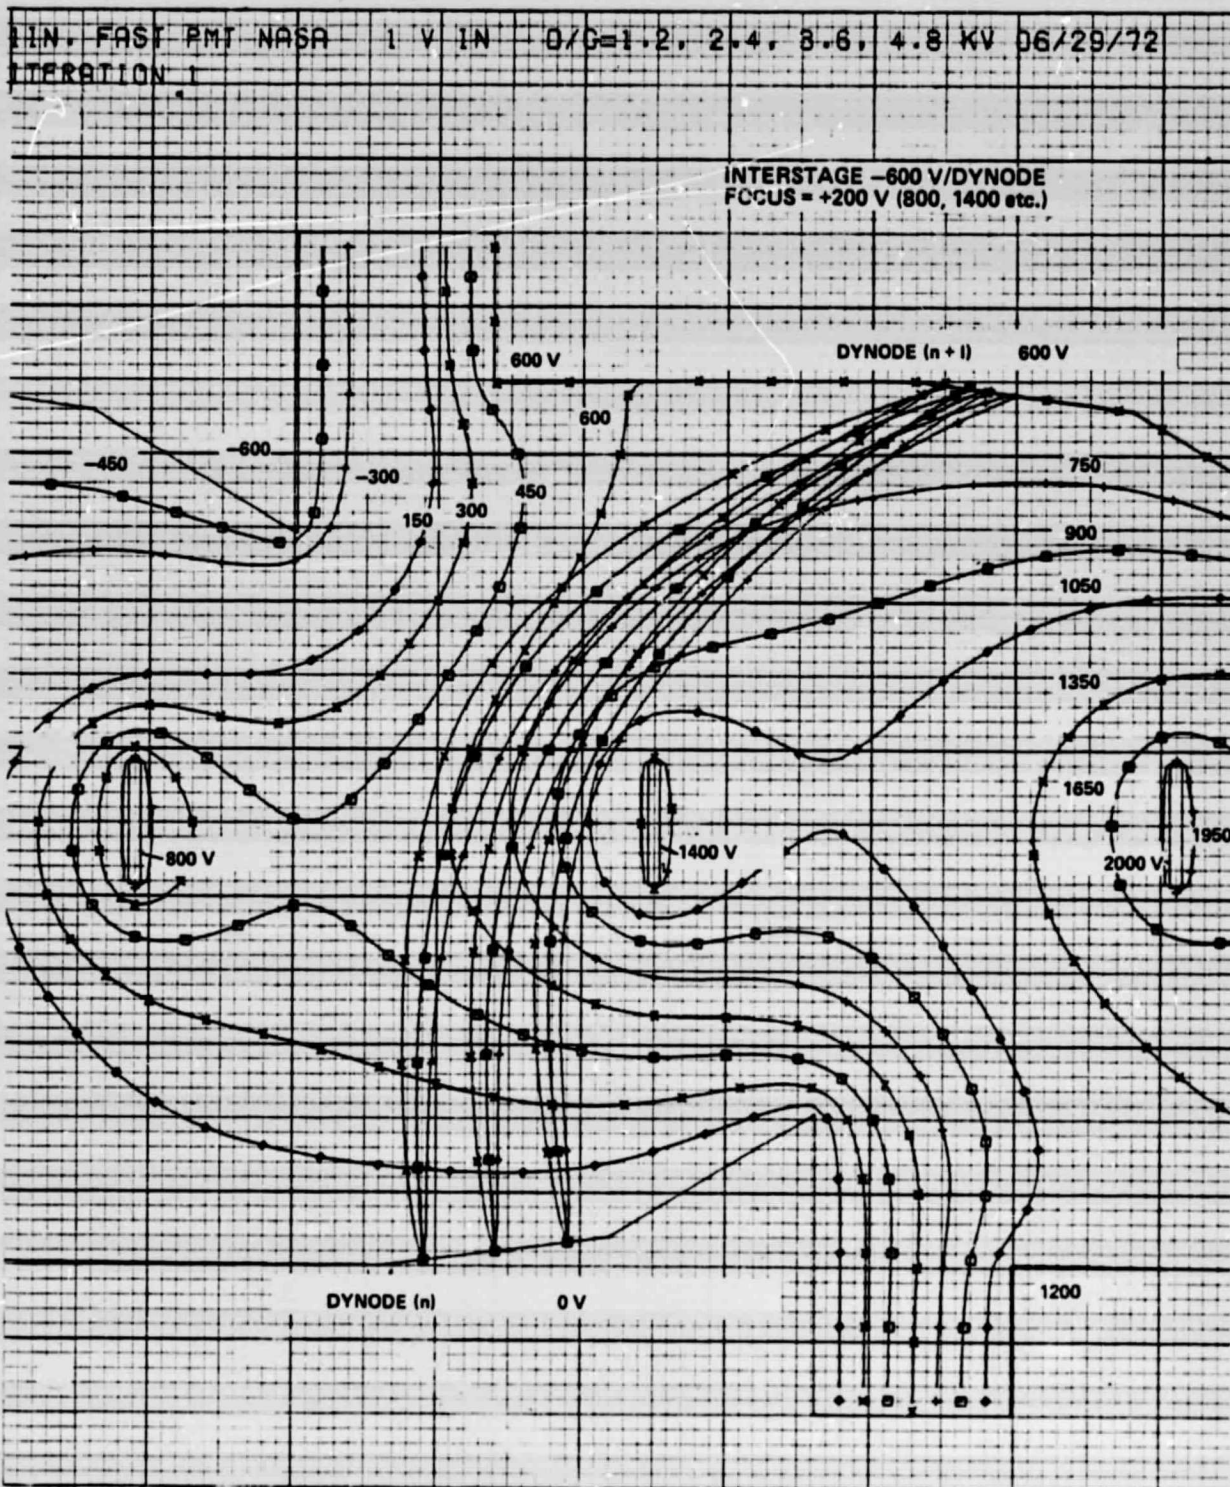 1IN. FAST PMT NASA 1 V IN O/G=1.2, 2.4, 3.6, 4.8 KV 06/29/72
ITERATION 1
INTERSTAGE –600 V/DYNODE
FOCUS = +200 V (800, 1400 etc.)
600 V
DYNODE (n + I) 600 V
600
–450
–600
–300
150
300
450
750
900
1050
1350
1650
1950
800 V
1400 V
2000 V
DYNODE (n) 0 V
1200